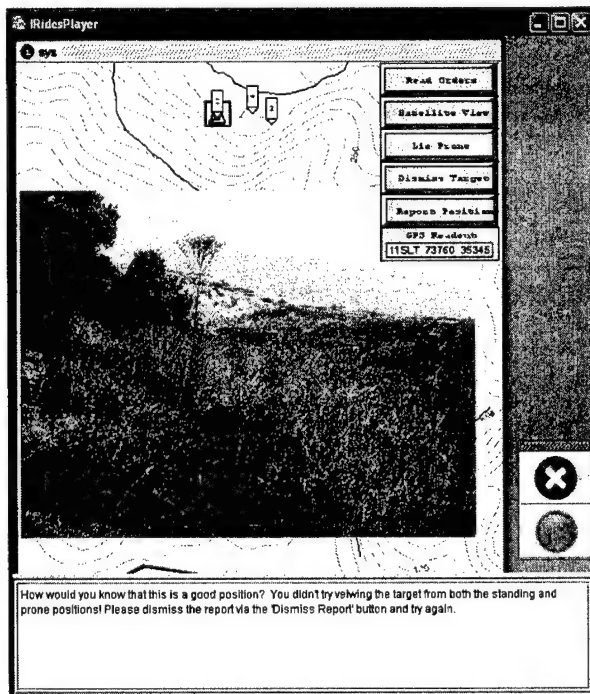 iRidesPlayer
sys
Read Orders
Satellite View
Lie Prone
Dismiss Target
Report Position
GPS Readout
11SLT 73760 35345
250
How would you know that this is a good position? You didn't try veiwing the target from both the standing and
prone positions! Please dismiss the report via the 'Dismiss Report' button and try again.